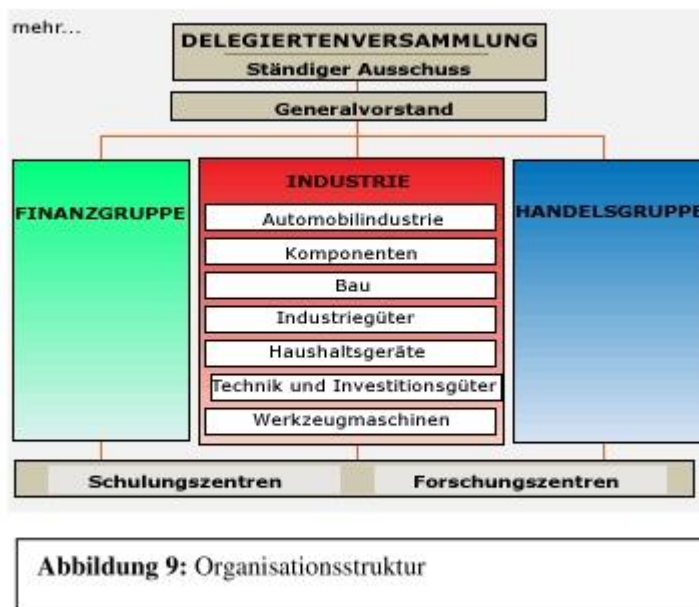 mehr...
DELEGIERTENVERSAMMLUNG
Ständiger Ausschuss
Generalvorstand
FINANZGRUPPE
INDUSTRIE
Automobilindustrie
Komponenten
Bau
Industriegüter
Haushaltsgeräte
Technik und Investitionsgüter
Werkzeugmaschinen
HANDELSGRUPPE
Schulungszentren
Forschungszentren
Abbildung 9: Organisationsstruktur